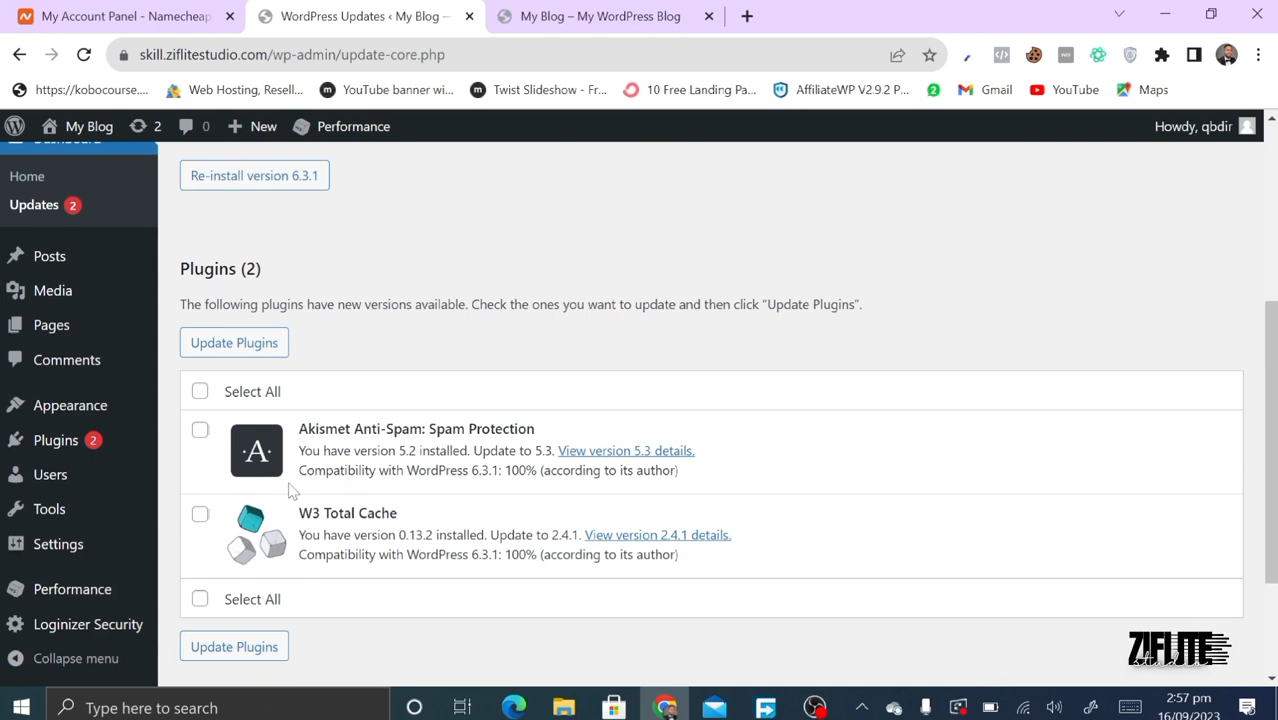 My Account Panel - Namecheap
WordPress Updates ‹ My Blog —
My Blog – My WordPress Blog
skill.ziflitestudio.com/wp-admin/update-core.php
https://kobocourse....
Web Hosting, Resell...
YouTube banner wi...
Twist Slideshow - Fr...
10 Free Landing Pa...
AffiliateWP V2.9.2 P...
2
Gmail
YouTube
Maps
My Blog
2
0
New
Performance
Howdy, qbdir
Dashboard
Home
Updates 2
Posts
Media
Pages
Comments
Appearance
Plugins 2
Users
Tools
Settings
Performance
Loginizer Security
Collapse menu
Re-install version 6.3.1
Plugins (2)
The following plugins have new versions available. Check the ones you want to update and then click “Update Plugins”.
Update Plugins
Select All
Akismet Anti-Spam: Spam Protection
·A·
You have version 5.2 installed. Update to 5.3. View version 5.3 details.
Compatibility with WordPress 6.3.1: 100% (according to its author)
W3 Total Cache
You have version 0.13.2 installed. Update to 2.4.1. View version 2.4.1 details.
Compatibility with WordPress 6.3.1: 100% (according to its author)
Select All
Update Plugins
ZIFLITE
studio
Type here to search
2:57 pm
16/09/2023